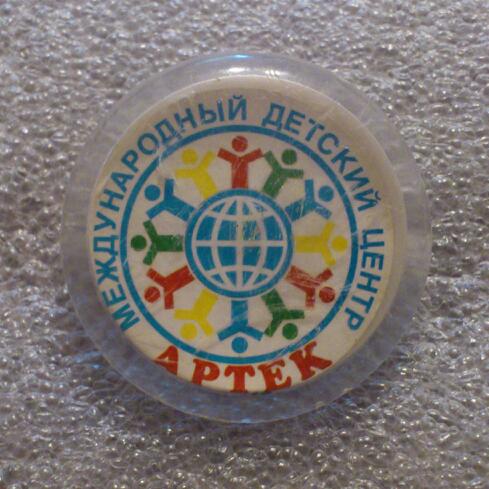 МЕЖДУНАРОДНЫЙ ДЕТСКИЙ ЦЕНТР
АРТЕК